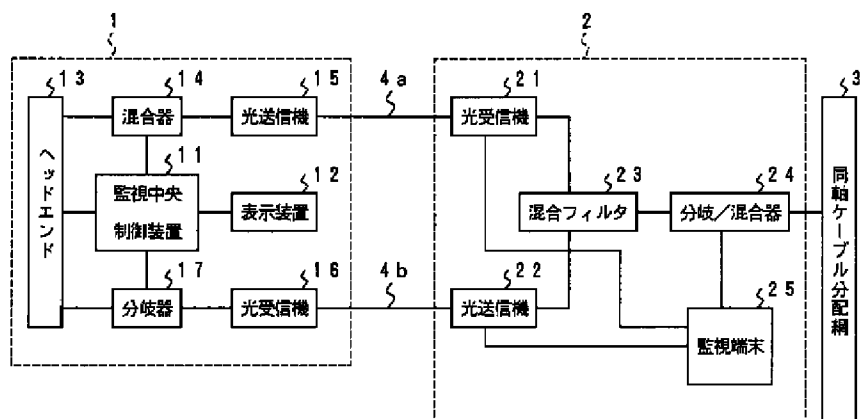 1
2
13
14
15
4a
21
3
ヘッドエンド
混合器
光送信機
光受信機
11
12
23
24
監視中央
制御装置
表示装置
混合フィルタ
分岐/混合器
同軸ケーブル分配網
17
16
4b
22
25
分岐器
光受信機
光送信機
監視端末